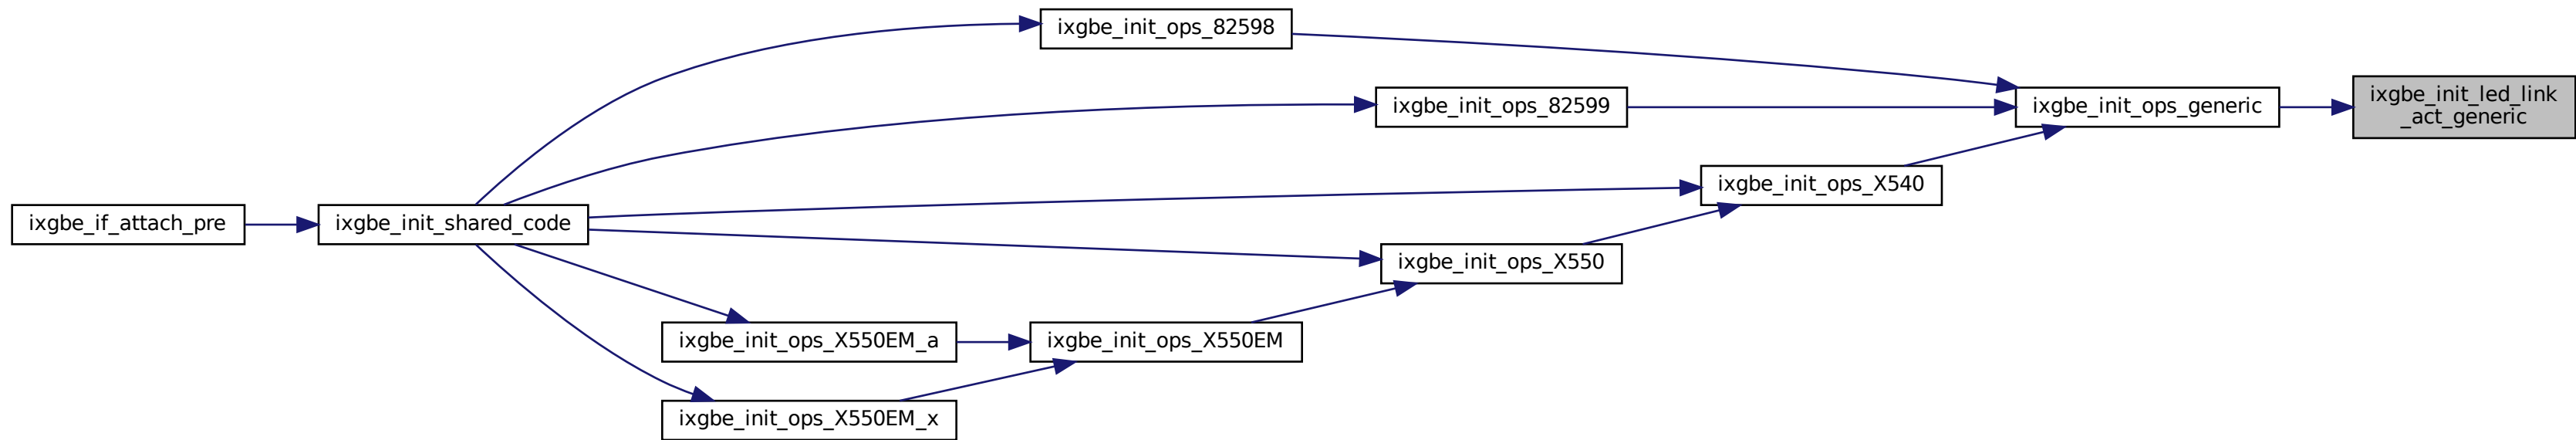 ixgbe_init_ops_82598
ixgbe_init_led_link
_act_generic
ixgbe_init_ops_82599
ixgbe_init_ops_generic
ixgbe_init_ops_X540
ixgbe_if_attach_pre
ixgbe_init_shared_code
ixgbe_init_ops_X550
ixgbe_init_ops_X550EM_a
ixgbe_init_ops_X550EM
ixgbe_init_ops_X550EM_x